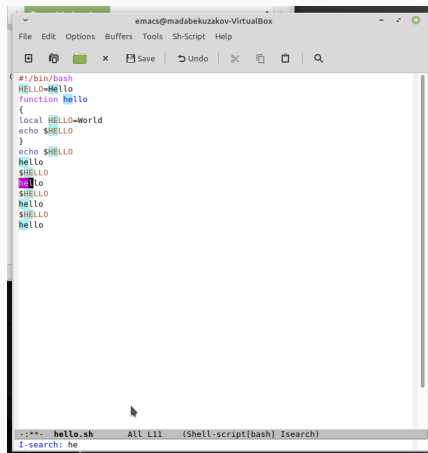 emacs@madabekuzakov-VirtualBox
File Edit Options Buffers Tools Sh-Script Help
Save Undo
#!/bin/bash
HELLO=Hello
function hello
{
local HELLO=World
echo $HELLO
}
echo $HELLO
hello
$HELLO
hello
$HELLO
hello
$HELLO
hello
-:**- hello.sh All L11 (Shell-script[bash] Isearch)
I-search: he